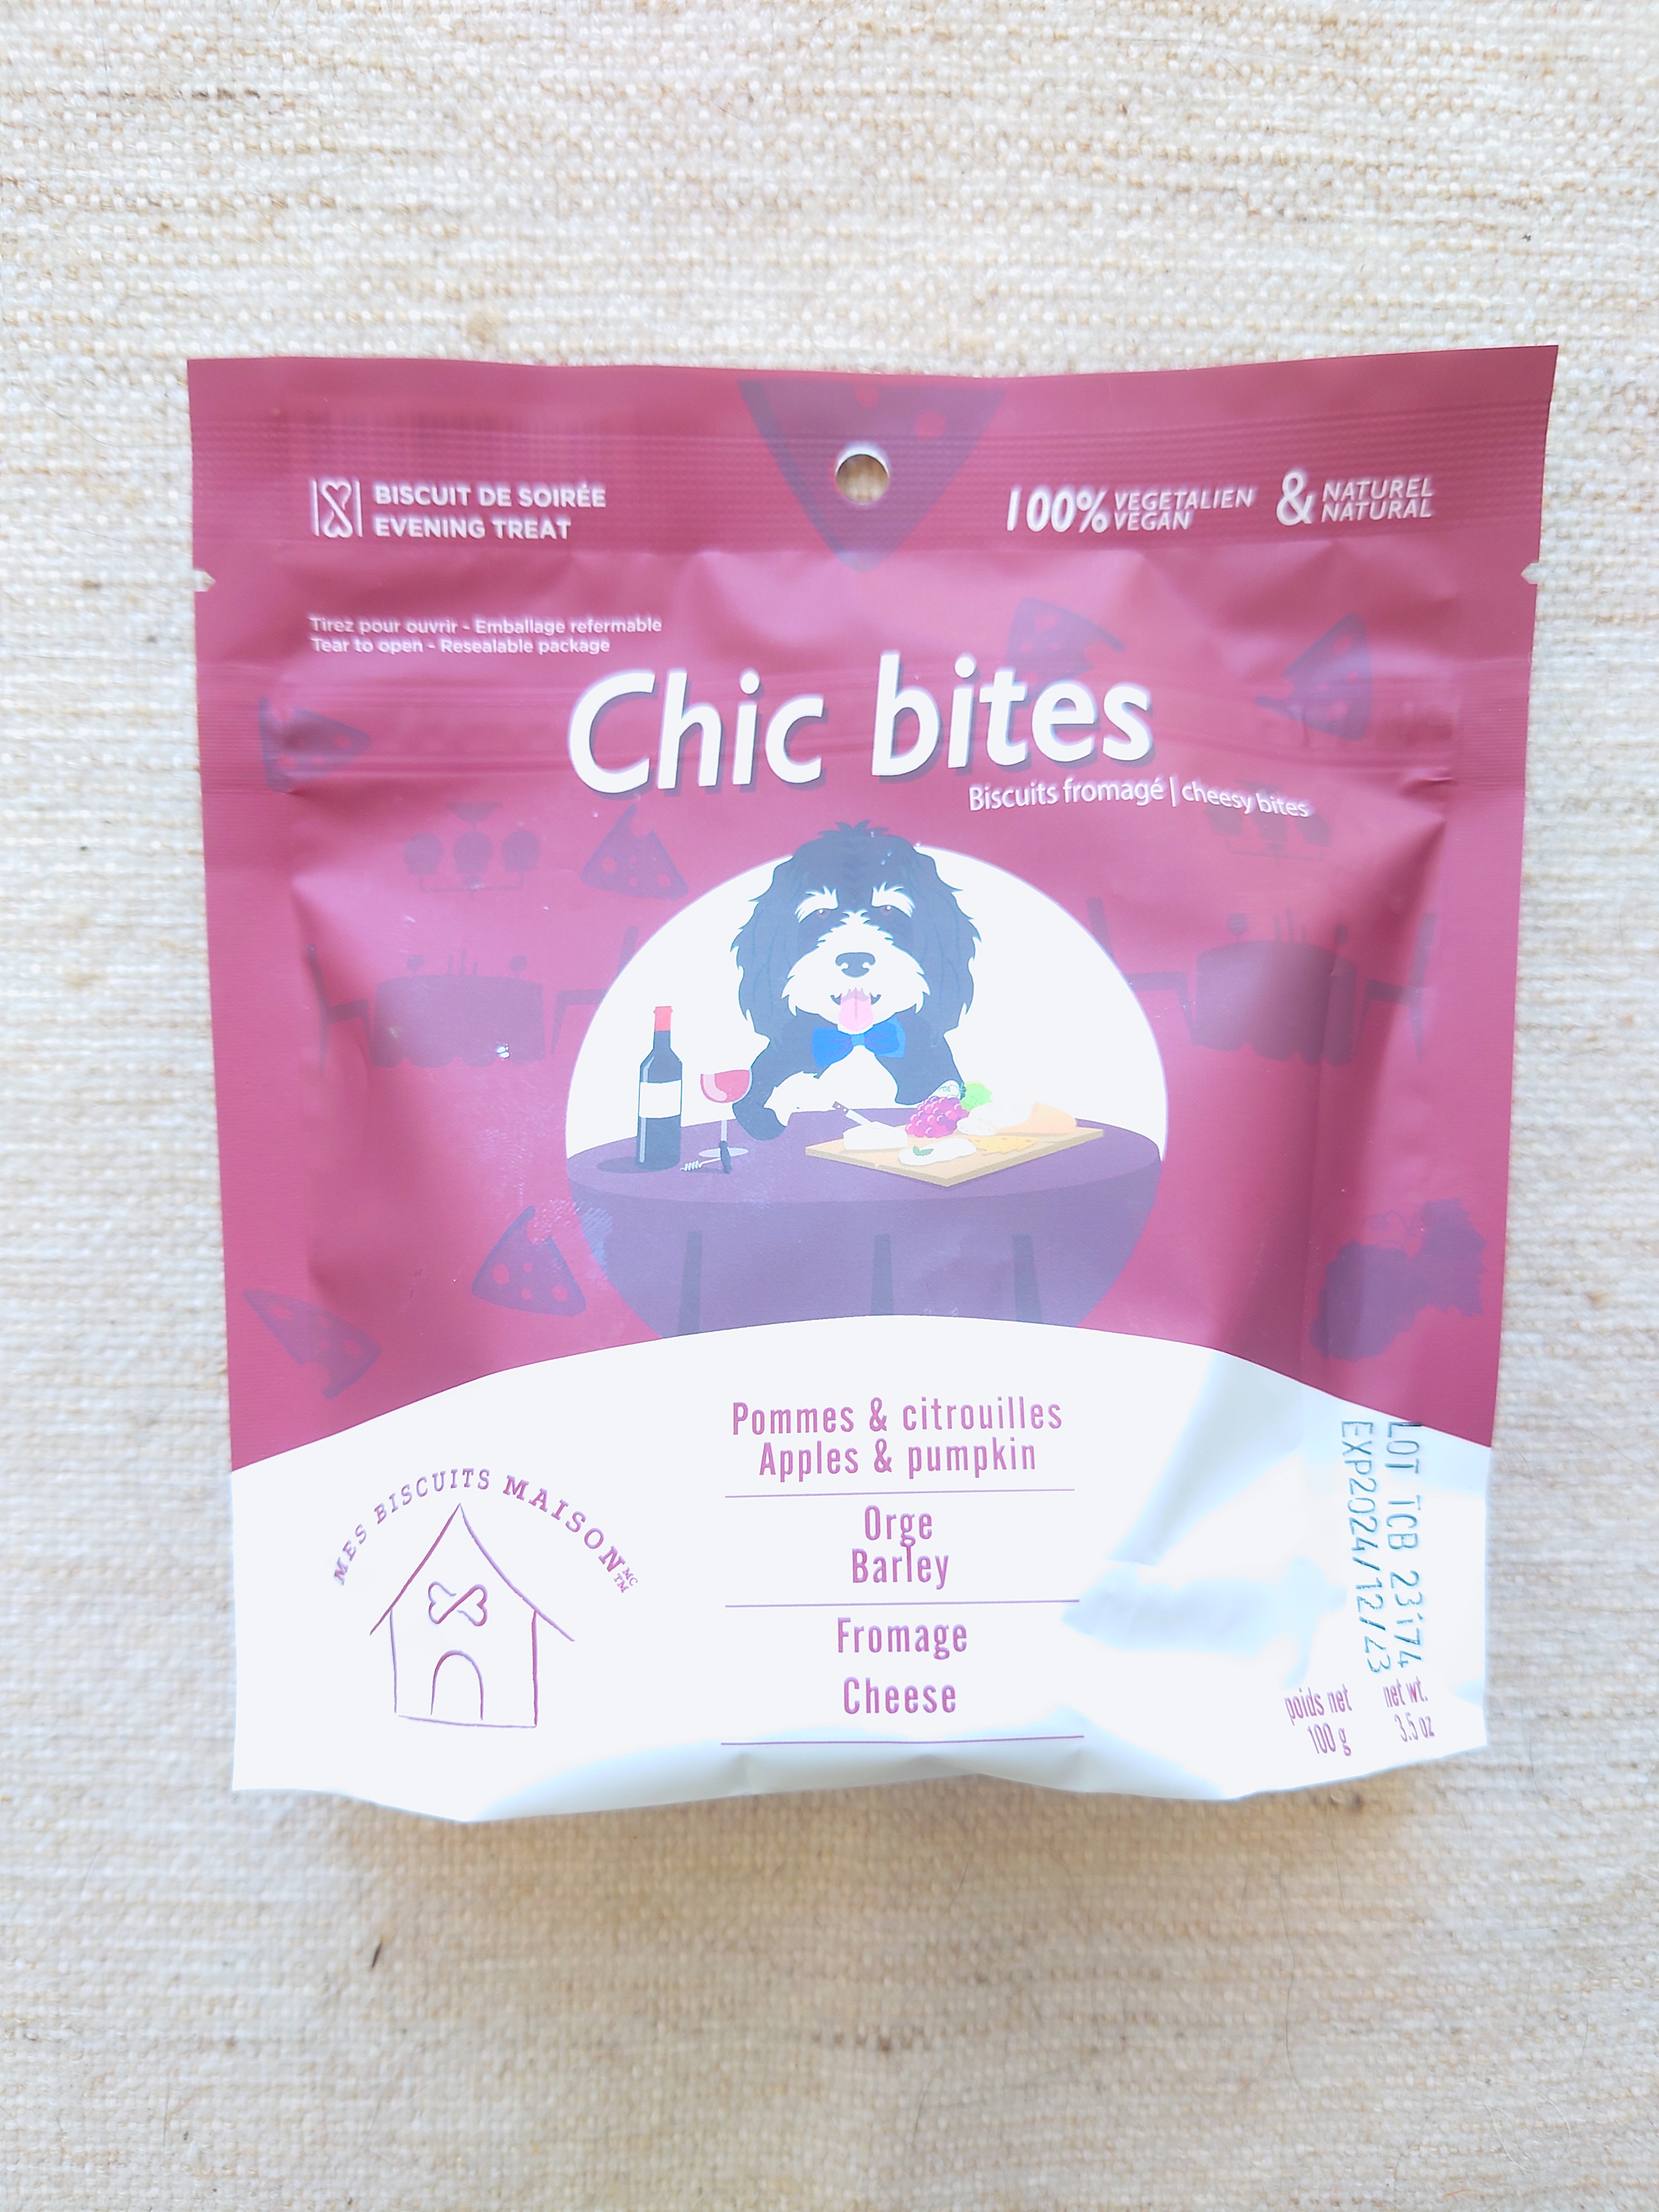 BISCUIT DE SOIRÉE
EVENING TREAT
100% VEGETALIEN & NATUREL
VEGAN NATURAL
Tirez pour ouvrir - Emballage refermable
Tear to open - Resealable package
Chic bites
Biscuits fromagé | cheesy bites
Pommes & citrouilles
Apples & pumpkin
Orge
Barley
Fromage
Cheese
MES BISCUITS MAISON MC TM
LOT TCB 23174
EXP2024/12/23
poids net
100 g
net wt.
3.5 oz